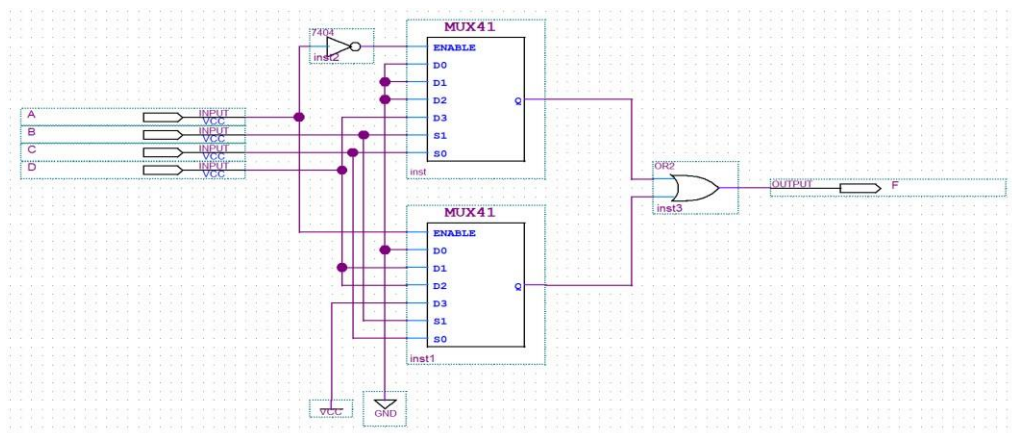 7404
inst2
MUX41
ENABLE
D0
D1
D2
D3
S1
S0
Q
inst
A
INPUT
VCC
B
INPUT
VCC
C
INPUT
VCC
D
INPUT
VCC
OR2
inst3
OUTPUT
F
MUX41
ENABLE
D0
D1
D2
D3
S1
S0
Q
inst1
VCC
GND